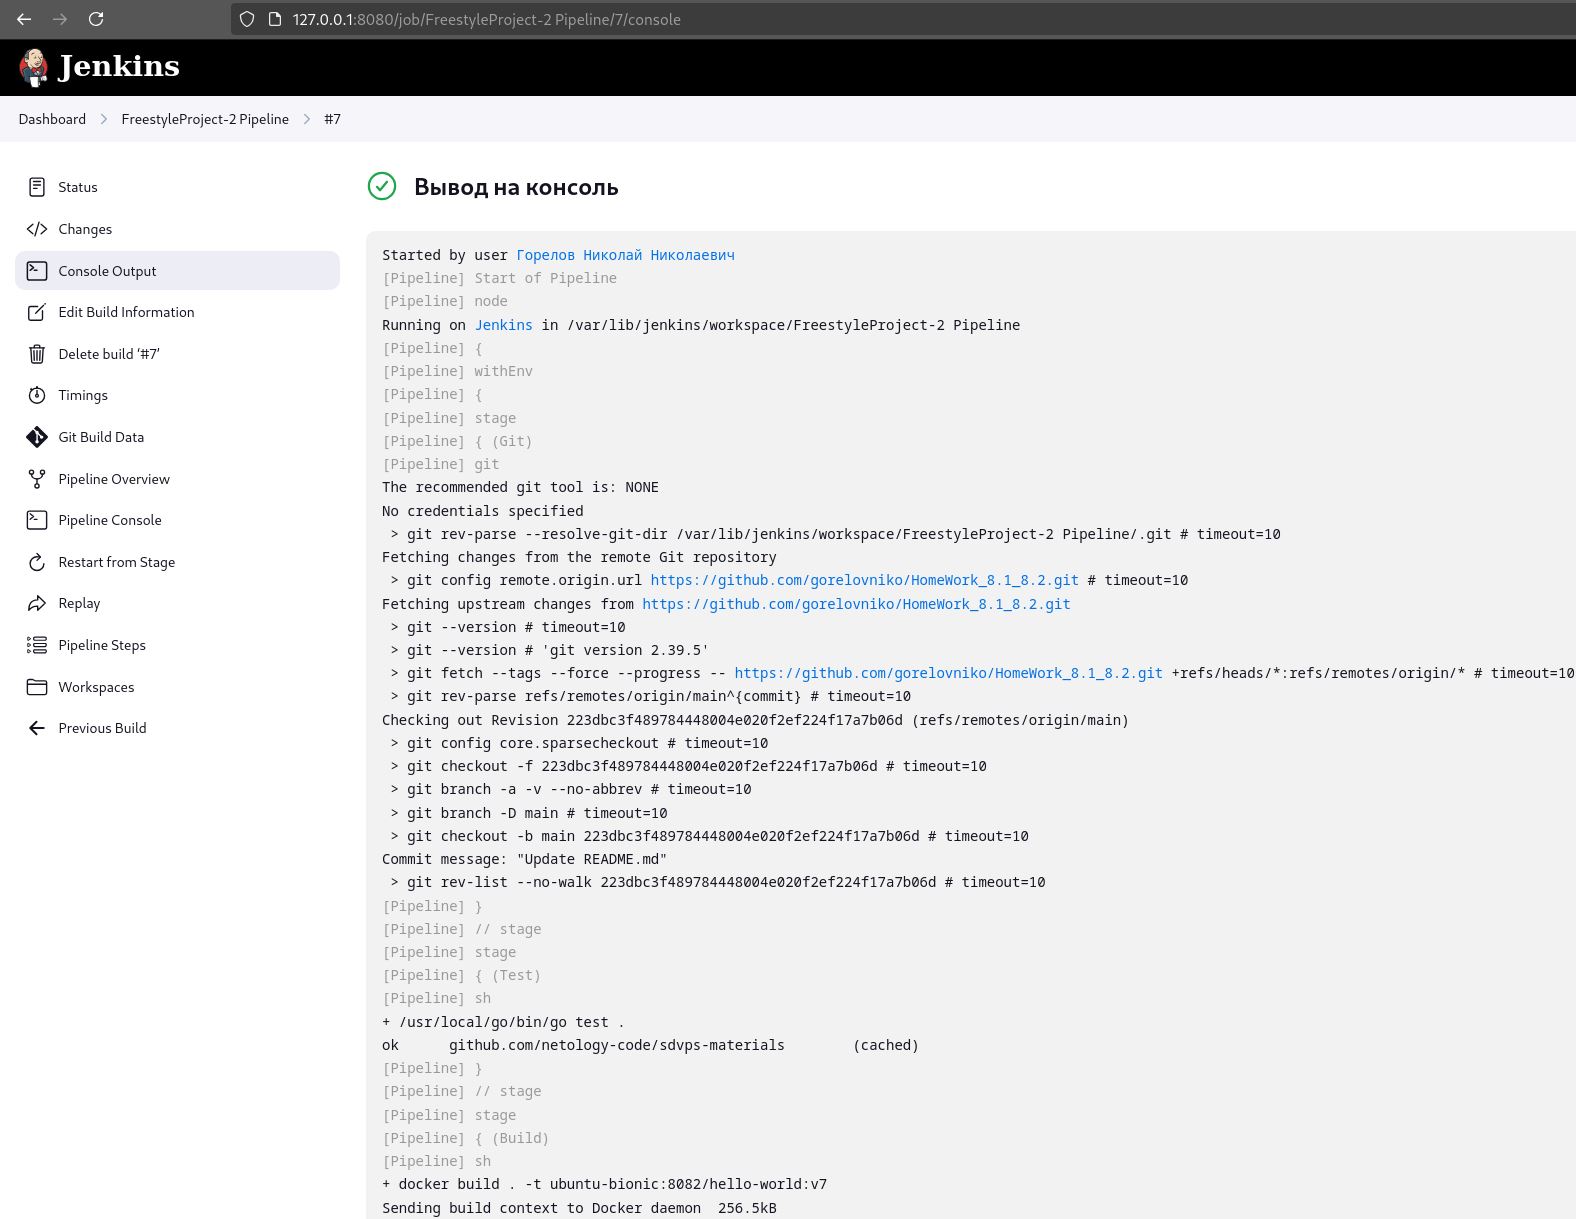 127.0.0.1:8080/job/FreestyleProject-2 Pipeline/7/console
Jenkins
Dashboard > FreestyleProject-2 Pipeline > #7
Status
Changes
Console Output
Edit Build Information
Delete build ‘#7’
Timings
Git Build Data
Pipeline Overview
Pipeline Console
Restart from Stage
Replay
Pipeline Steps
Workspaces
Previous Build
Вывод на консоль
Started by user Горелов Николай Николаевич
[Pipeline] Start of Pipeline
[Pipeline] node
Running on Jenkins in /var/lib/jenkins/workspace/FreestyleProject-2 Pipeline
[Pipeline] {
[Pipeline] withEnv
[Pipeline] {
[Pipeline] stage
[Pipeline] { (Git)
[Pipeline] git
The recommended git tool is: NONE
No credentials specified
 > git rev-parse --resolve-git-dir /var/lib/jenkins/workspace/FreestyleProject-2 Pipeline/.git # timeout=10
Fetching changes from the remote Git repository
 > git config remote.origin.url https://github.com/gorelovniko/HomeWork_8.1_8.2.git # timeout=10
Fetching upstream changes from https://github.com/gorelovniko/HomeWork_8.1_8.2.git
 > git --version # timeout=10
 > git --version # 'git version 2.39.5'
 > git fetch --tags --force --progress -- https://github.com/gorelovniko/HomeWork_8.1_8.2.git +refs/heads/*:refs/remotes/origin/* # timeout=10
 > git rev-parse refs/remotes/origin/main^{commit} # timeout=10
Checking out Revision 223dbc3f489784448004e020f2ef224f17a7b06d (refs/remotes/origin/main)
 > git config core.sparsecheckout # timeout=10
 > git checkout -f 223dbc3f489784448004e020f2ef224f17a7b06d # timeout=10
 > git branch -a -v --no-abbrev # timeout=10
 > git branch -D main # timeout=10
 > git checkout -b main 223dbc3f489784448004e020f2ef224f17a7b06d # timeout=10
Commit message: "Update README.md"
 > git rev-list --no-walk 223dbc3f489784448004e020f2ef224f17a7b06d # timeout=10
[Pipeline] }
[Pipeline] // stage
[Pipeline] stage
[Pipeline] { (Test)
[Pipeline] sh
+ /usr/local/go/bin/go test .
ok      github.com/netology-code/sdvps-materials        (cached)
[Pipeline] }
[Pipeline] // stage
[Pipeline] stage
[Pipeline] { (Build)
[Pipeline] sh
+ docker build . -t ubuntu-bionic:8082/hello-world:v7
Sending build context to Docker daemon  256.5kB